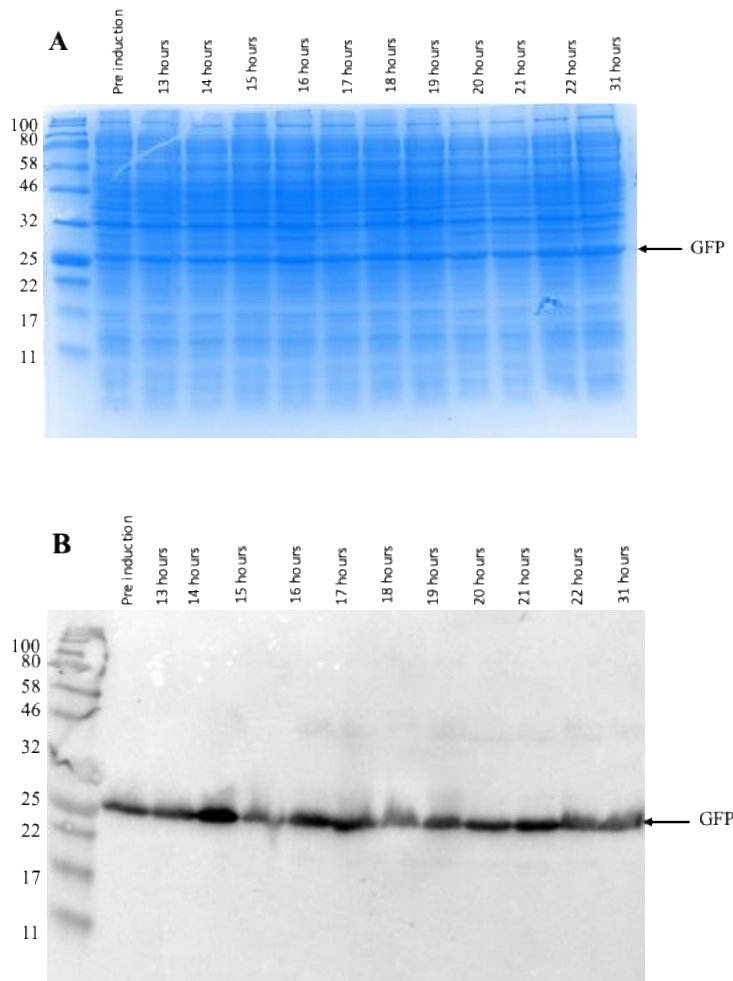 A
Pre induction
13 hours
14 hours
15 hours
16 hours
17 hours
18 hours
19 hours
20 hours
21 hours
22 hours
31 hours
100
80
58
46
32
25
22
17
11
GFP
B
Pre induction
13 hours
14 hours
15 hours
16 hours
17 hours
18 hours
19 hours
20 hours
21 hours
22 hours
31 hours
100
80
58
46
32
25
22
17
11
GFP